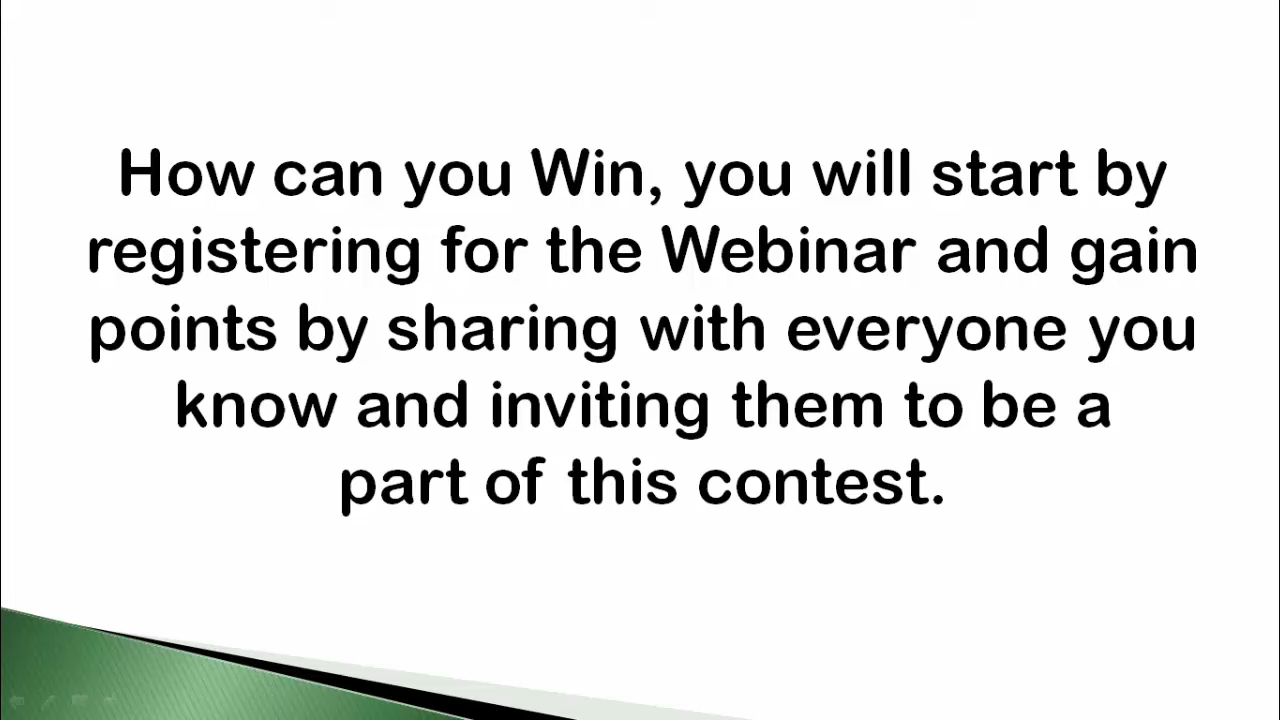 How can you Win, you will start by
registering for the Webinar and gain
points by sharing with everyone you
know and inviting them to be a
part of this contest.